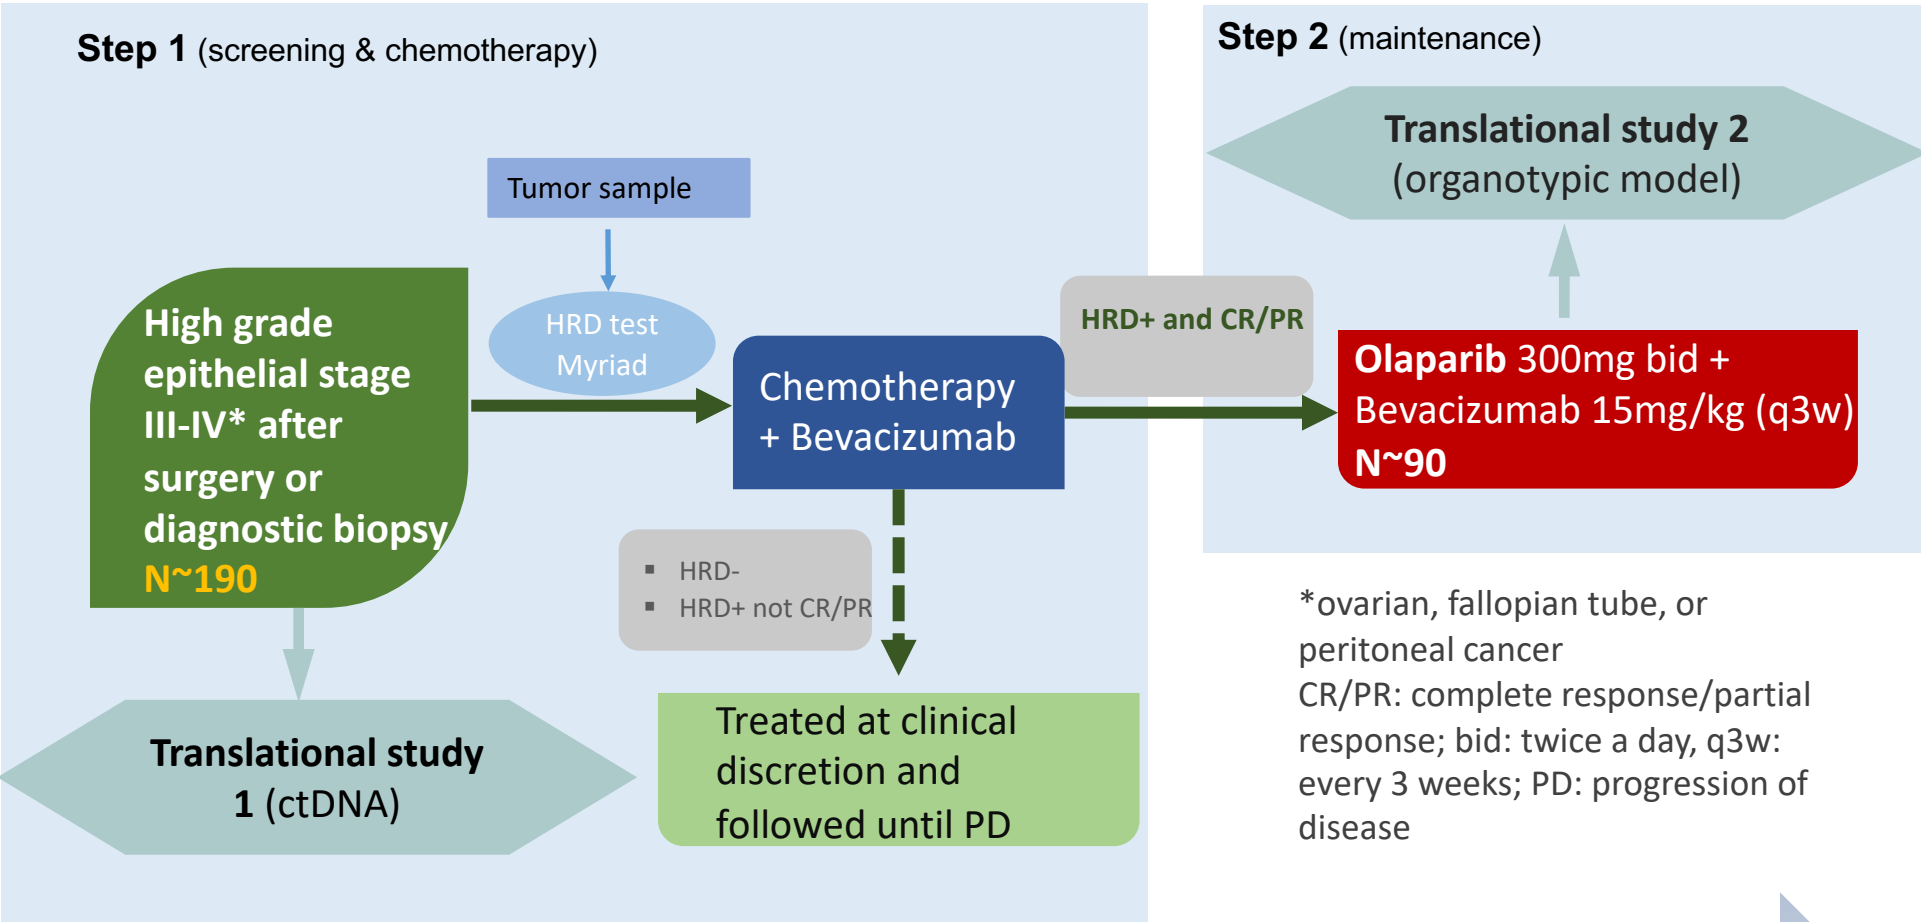 Step 1 (screening & chemotherapy)
Tumor sample
HRD test
Myriad
High grade
epithelial stage
III-IV* after
surgery or
diagnostic biopsy
N~190
Chemotherapy
+ Bevacizumab
HRD+ and CR/PR
▪ HRD-
▪ HRD+ not CR/PR
Translational study
1 (ctDNA)
Treated at clinical
discretion and
followed until PD
Step 2 (maintenance)
Translational study 2
(organotypic model)
Olaparib 300mg bid +
Bevacizumab 15mg/kg (q3w)
N~90
*ovarian, fallopian tube, or
peritoneal cancer
CR/PR: complete response/partial
response; bid: twice a day, q3w:
every 3 weeks; PD: progression of
disease